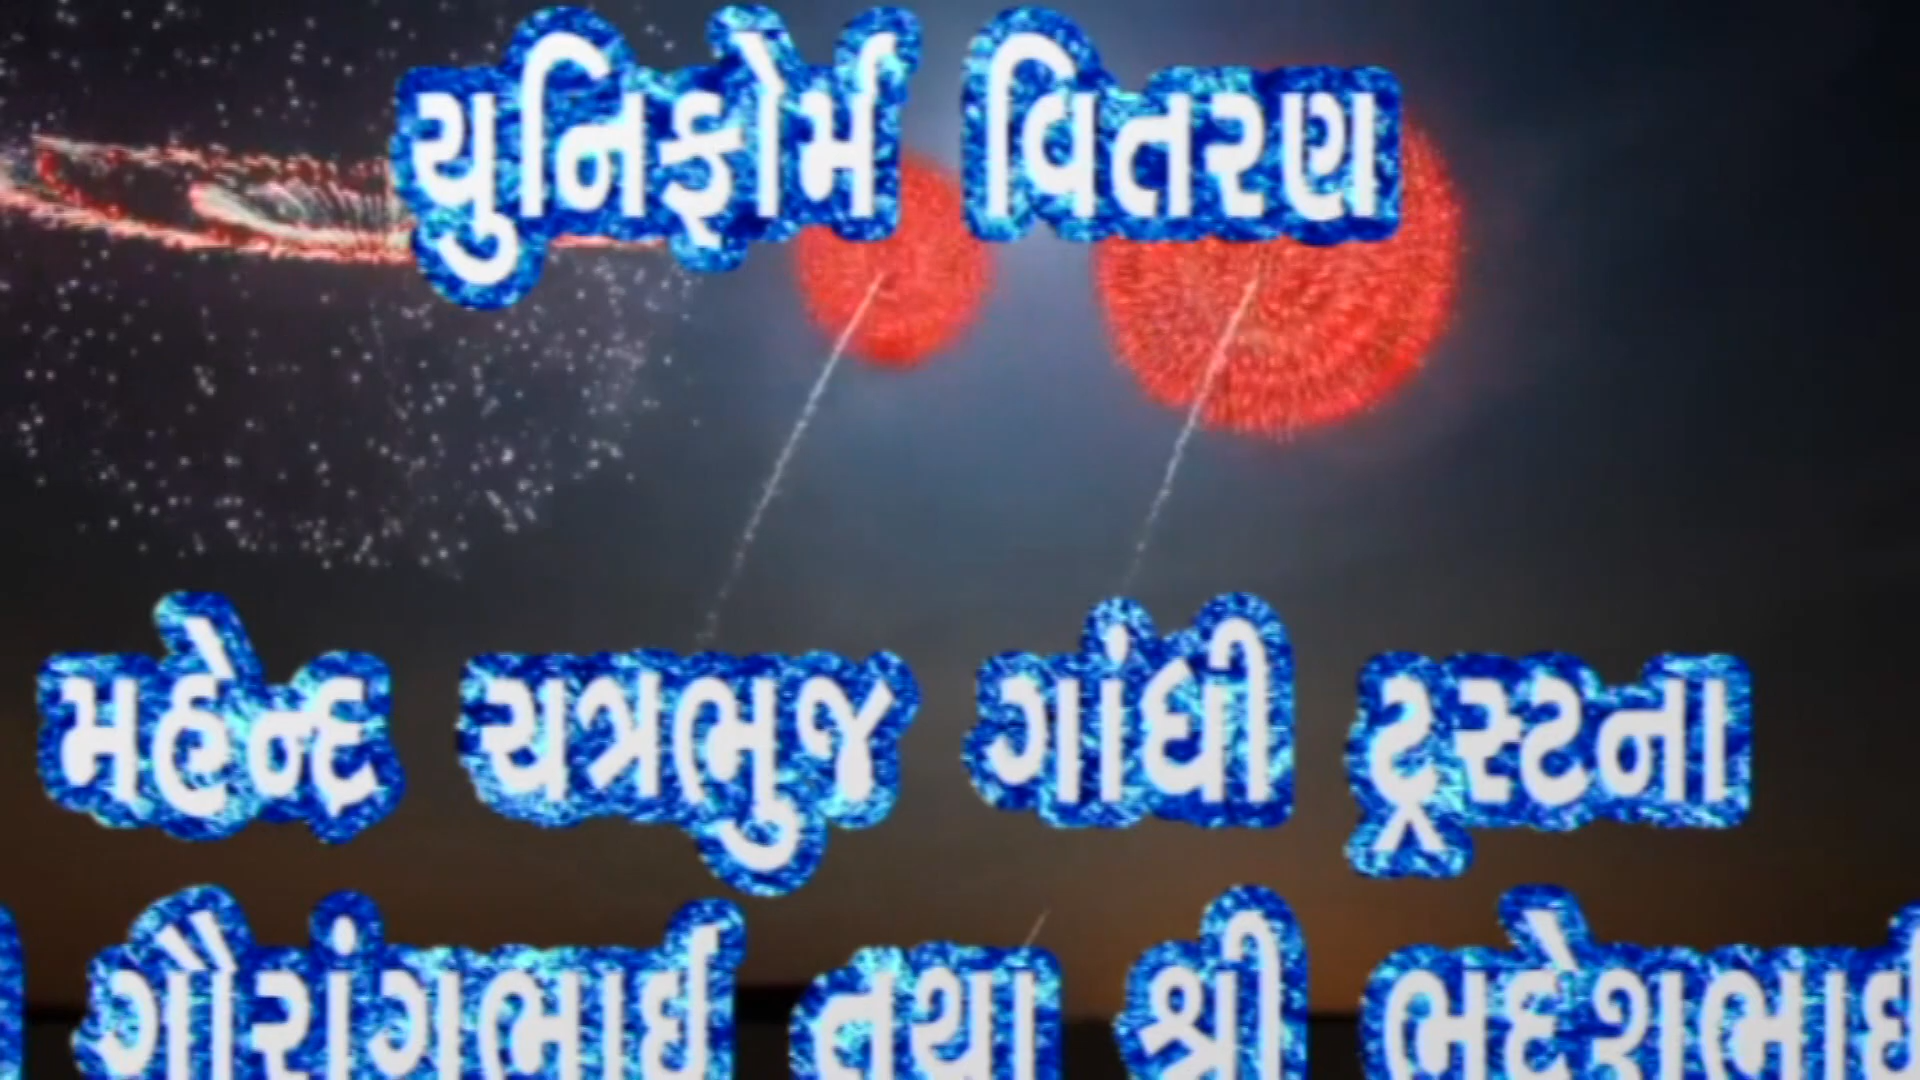 યુનિફોર્મ વિતરણ
મહેન્દ્ર ચત્રભુજ ગાંધી ટ્રસ્ટના
ગૌરાંગભાઈ તથા શ્રી ભદ્રેશભાઈ